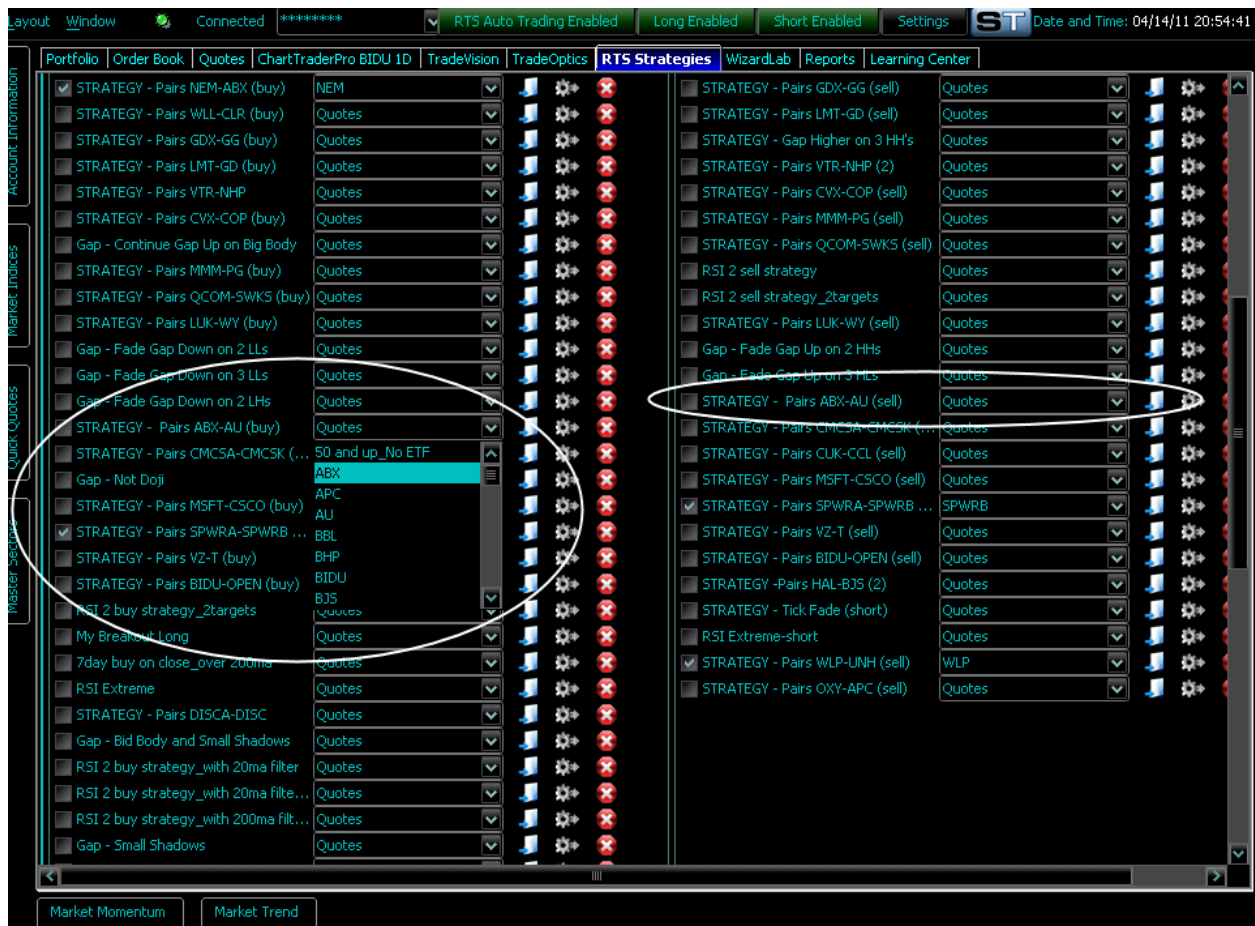 Layout Window Connected ******** RTS Auto Trading Enabled Long Enabled Short Enabled Settings ST Date and Time: 04/14/11 20:54:41
Portfolio Order Book Quotes ChartTraderPro BIDU 1D TradeVision TradeOptics RTS Strategies WizardLab Reports Learning Center
Account Information
Market Indices
Quick Quotes
Master Sectors
STRATEGY - Pairs NEM-ABX (buy) NEM
STRATEGY - Pairs WLL-CLR (buy) Quotes
STRATEGY - Pairs GDX-GG (buy) Quotes
STRATEGY - Pairs LMT-GD (buy) Quotes
STRATEGY - Pairs VTR-NHP Quotes
STRATEGY - Pairs CVX-COP (buy) Quotes
Gap - Continue Gap Up on Big Body Quotes
STRATEGY - Pairs MMM-PG (buy) Quotes
STRATEGY - Pairs QCOM-SWKS (buy) Quotes
STRATEGY - Pairs LUK-WY (buy) Quotes
Gap - Fade Gap Down on 2 LLs Quotes
Gap - Fade Gap Down on 3 LLs Quotes
Gap - Fade Gap Down on 2 LHs Quotes
STRATEGY - Pairs ABX-AU (buy) Quotes
STRATEGY - Pairs CMCSA-CMCSK (... 50 and up_No ETF
Gap - Not Doji ABX
APC
STRATEGY - Pairs MSFT-CSCO (buy) AU
STRATEGY - Pairs SPWRA-SPWRB ... BBL
STRATEGY - Pairs VZ-T (buy) BHP
STRATEGY - Pairs BIDU-OPEN (buy) BIDU
BJS
RSI 2 buy strategy_2targets Quotes
My Breakout Long Quotes
7day buy on close_over 200ma Quotes
RSI Extreme Quotes
STRATEGY - Pairs DISCA-DISC Quotes
Gap - Bid Body and Small Shadows Quotes
RSI 2 buy strategy_with 20ma filter Quotes
RSI 2 buy strategy_with 20ma filte... Quotes
RSI 2 buy strategy_with 200ma filt... Quotes
Gap - Small Shadows Quotes
STRATEGY - Pairs GDX-GG (sell) Quotes
STRATEGY - Pairs LMT-GD (sell) Quotes
STRATEGY - Gap Higher on 3 HH's Quotes
STRATEGY - Pairs VTR-NHP (2) Quotes
STRATEGY - Pairs CVX-COP (sell) Quotes
STRATEGY - Pairs MMM-PG (sell) Quotes
STRATEGY - Pairs QCOM-SWKS (sell) Quotes
RSI 2 sell strategy Quotes
RSI 2 sell strategy_2targets Quotes
STRATEGY - Pairs LUK-WY (sell) Quotes
Gap - Fade Gap Up on 2 HHs Quotes
Gap - Fade Gap Up on 3 HLs Quotes
STRATEGY - Pairs ABX-AU (sell) Quotes
STRATEGY - Pairs CMCSA-CMCSK (... Quotes
STRATEGY - Pairs CUK-CCL (sell) Quotes
STRATEGY - Pairs MSFT-CSCO (sell) Quotes
STRATEGY - Pairs SPWRA-SPWRB ... SPWRB
STRATEGY - Pairs VZ-T (sell) Quotes
STRATEGY - Pairs BIDU-OPEN (sell) Quotes
STRATEGY -Pairs HAL-BJS (2) Quotes
STRATEGY - Tick Fade (short) Quotes
RSI Extreme-short Quotes
STRATEGY - Pairs WLP-UNH (sell) WLP
STRATEGY - Pairs OXY-APC (sell) Quotes
Market Momentum Market Trend